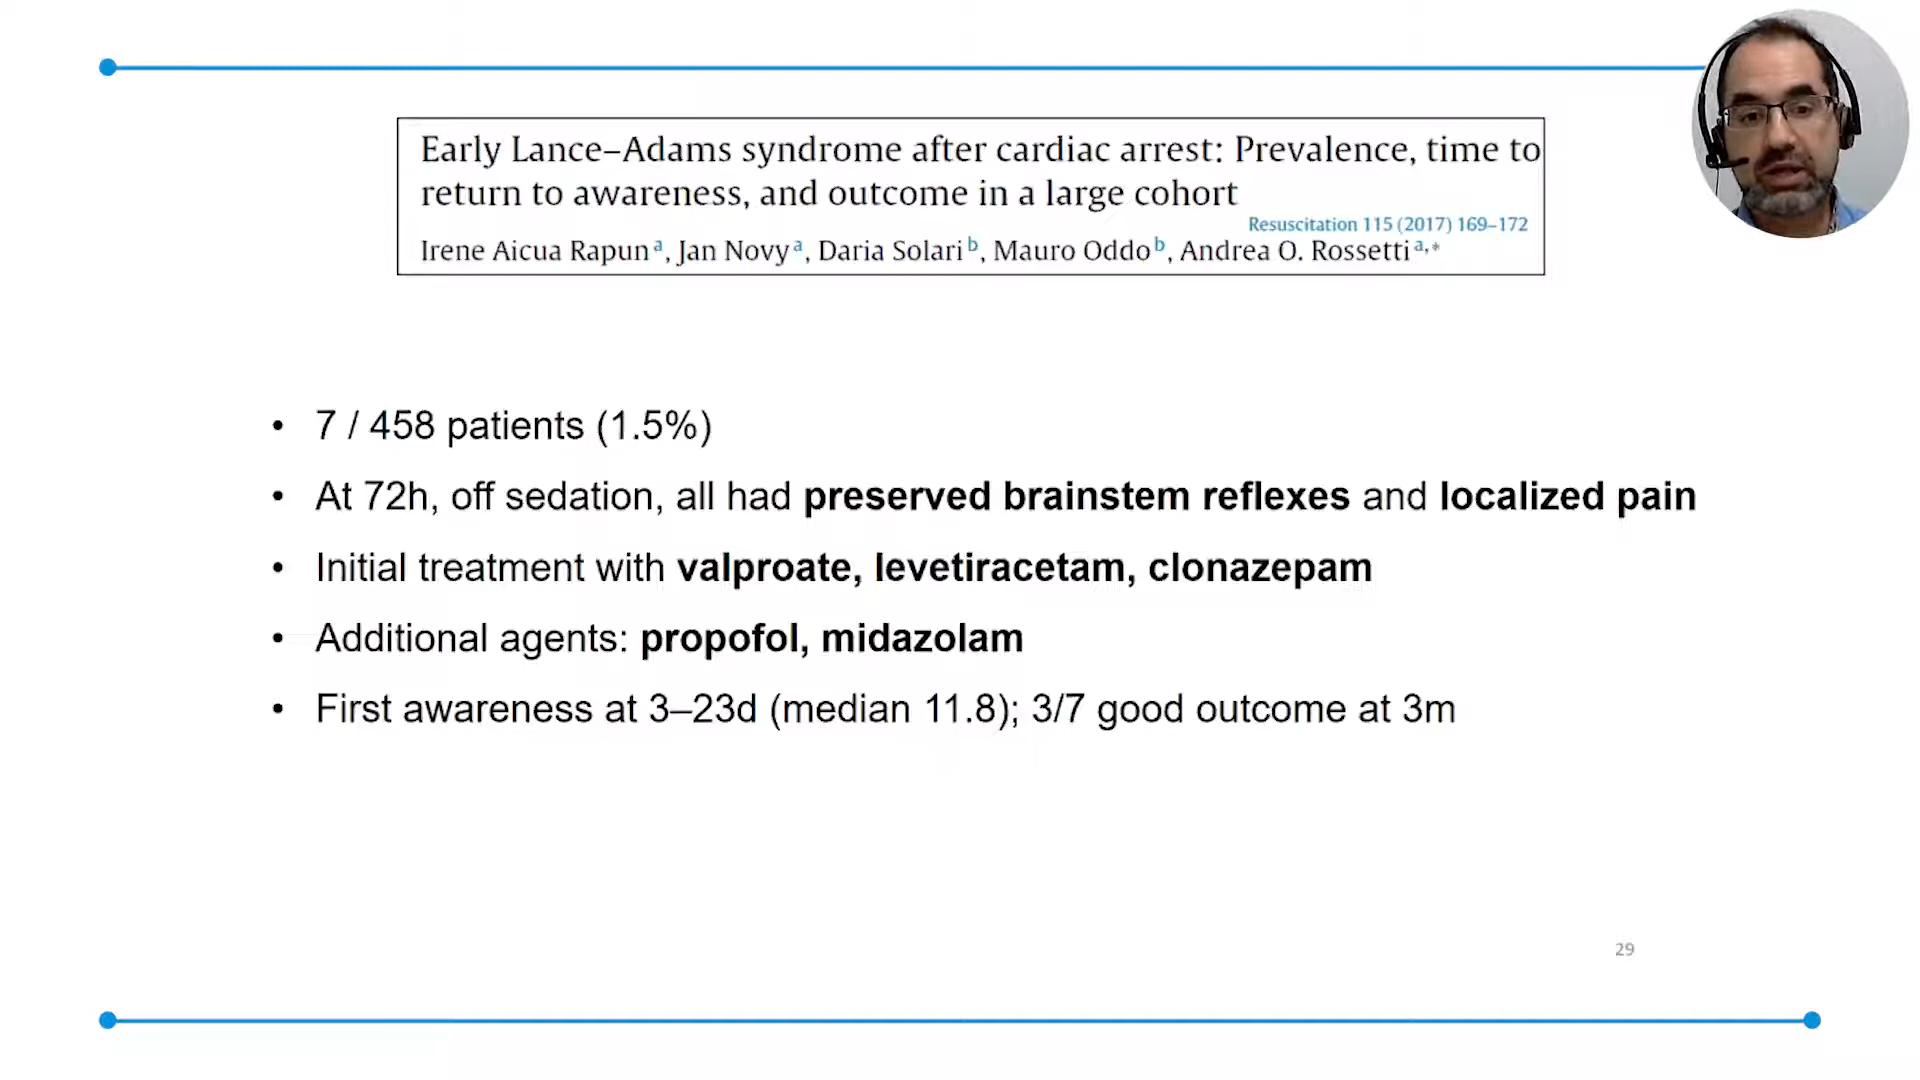 Early Lance–Adams syndrome after cardiac arrest: Prevalence, time to
return to awareness, and outcome in a large cohort
Resuscitation 115 (2017) 169–172
Irene Aicua Rapun a, Jan Novy a, Daria Solari b, Mauro Oddo b, Andrea O. Rossetti a,*
• 7 / 458 patients (1.5%)
• At 72h, off sedation, all had preserved brainstem reflexes and localized pain
• Initial treatment with valproate, levetiracetam, clonazepam
• Additional agents: propofol, midazolam
• First awareness at 3–23d (median 11.8); 3/7 good outcome at 3m
29